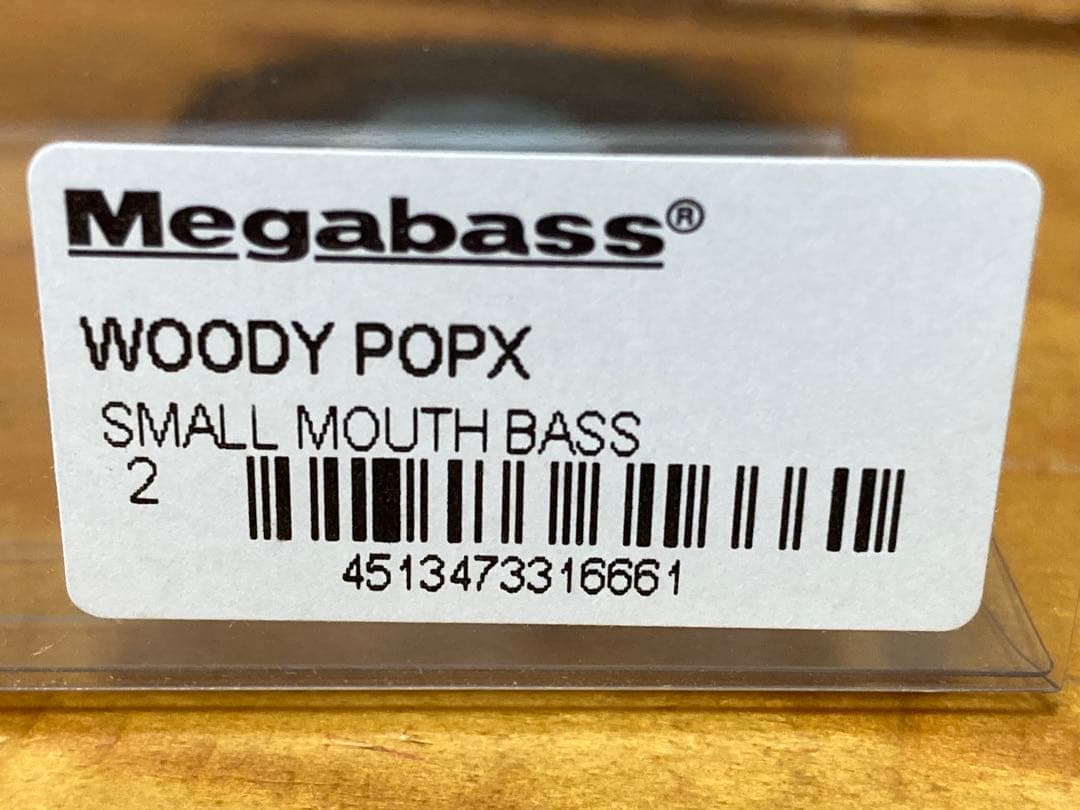 Megabass®
WOODY POPX
SMALL MOUTH BASS
2
4513473316661